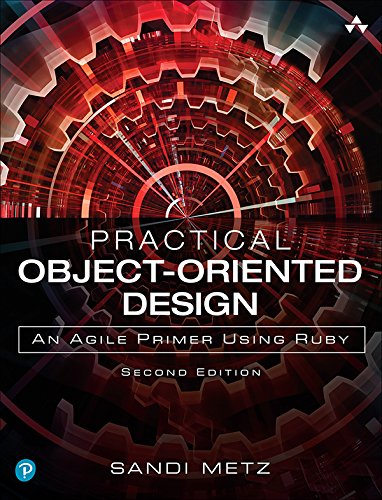 PRACTICAL
OBJECT-ORIENTED
DESIGN
AN AGILE PRIMER USING RUBY
SECOND EDITION
P
SANDI METZ